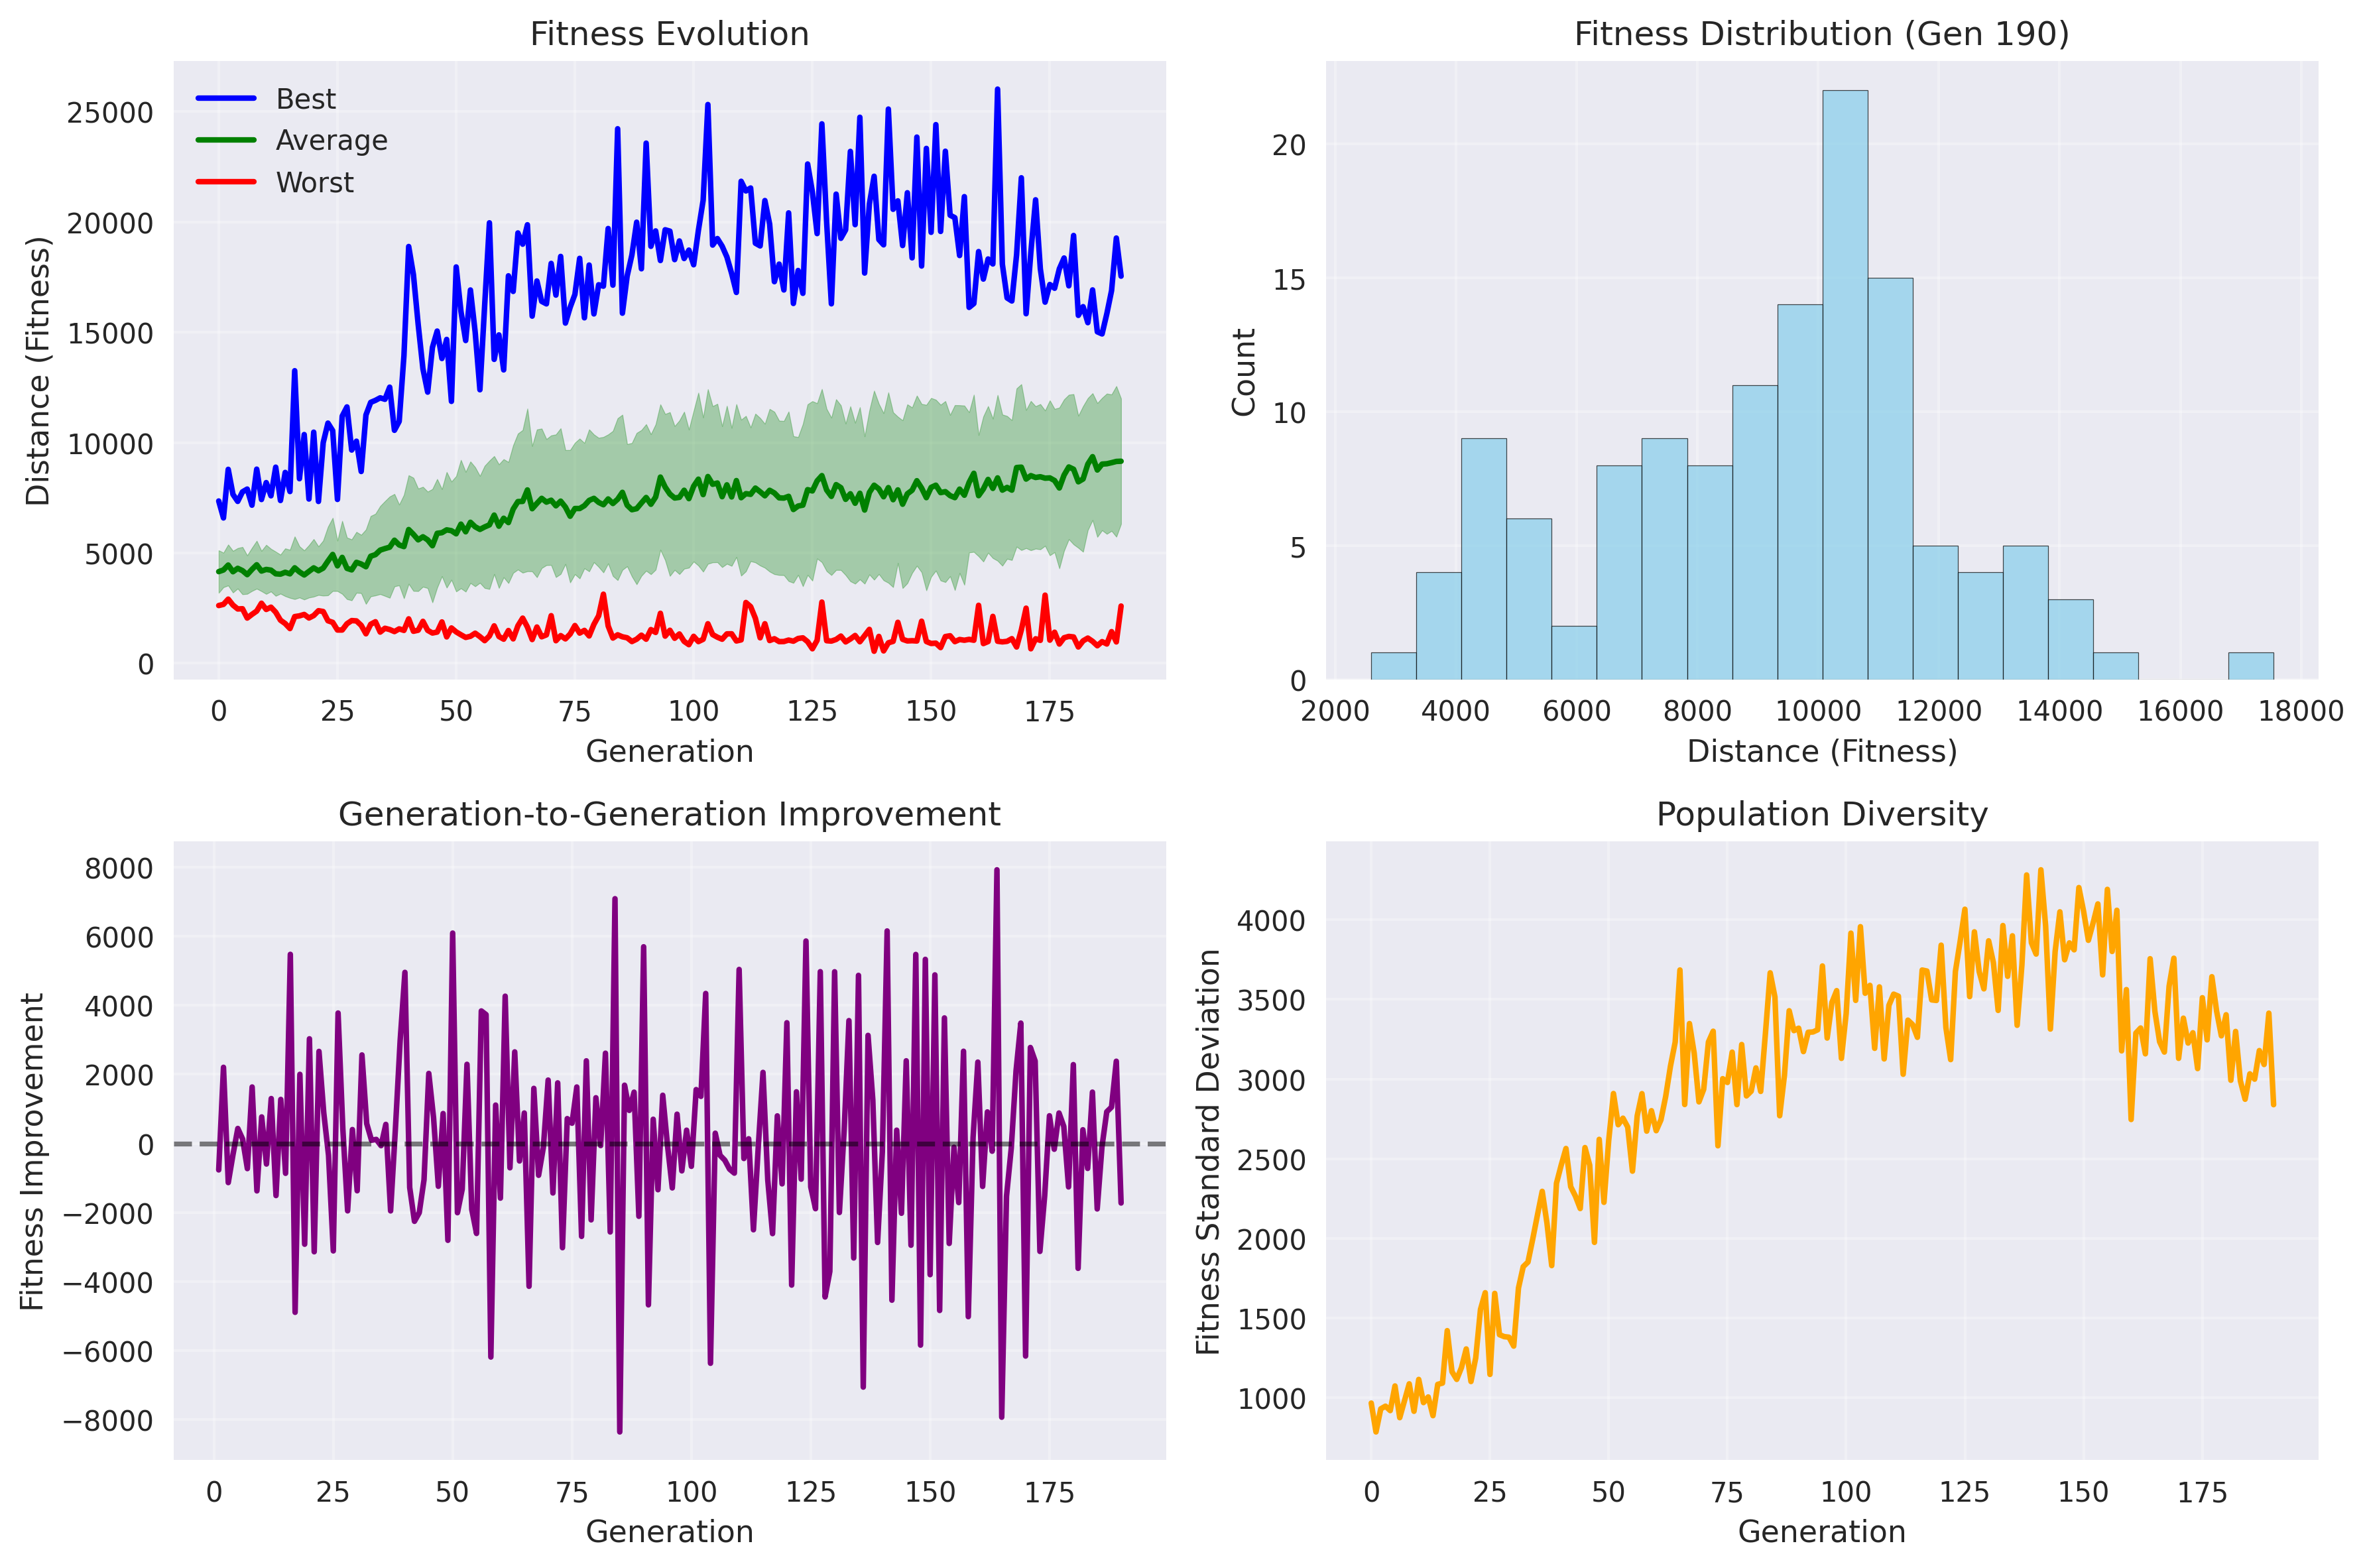 Fitness Evolution
Distance (Fitness)
25000
20000
15000
10000
5000
0
Best
Average
Worst
0 25 50 75 100 125 150 175
Generation
Fitness Distribution (Gen 190)
Count
20
15
10
5
0
2000 4000 6000 8000 10000 12000 14000 16000 18000
Distance (Fitness)
Generation-to-Generation Improvement
Fitness Improvement
8000
6000
4000
2000
0
−2000
−4000
−6000
−8000
0 25 50 75 100 125 150 175
Generation
Population Diversity
Fitness Standard Deviation
4000
3500
3000
2500
2000
1500
1000
0 25 50 75 100 125 150 175
Generation